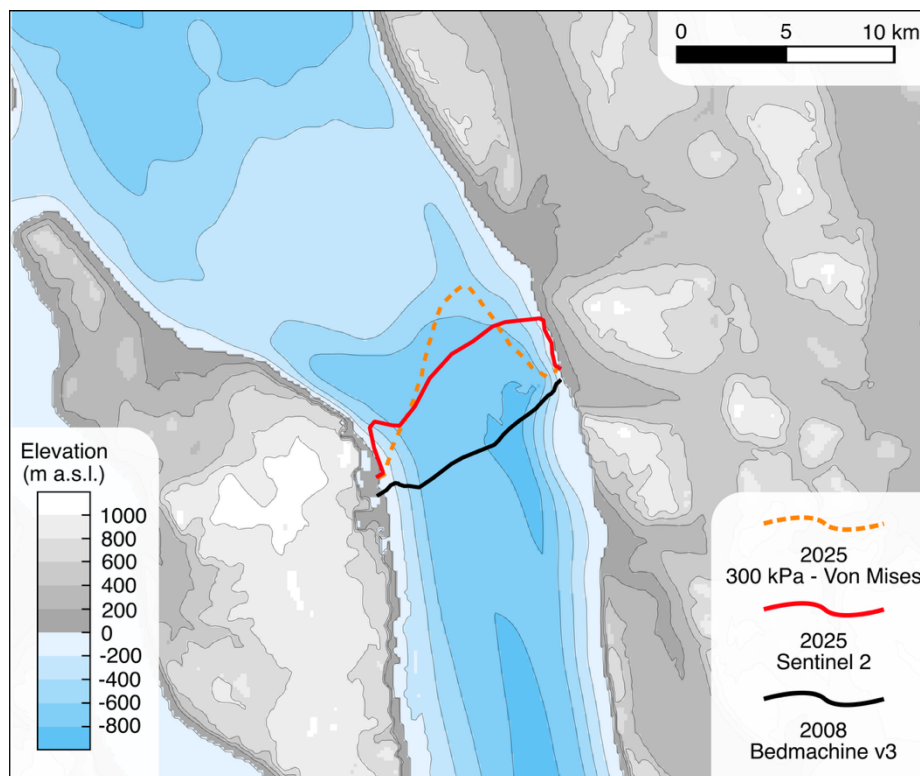 0 5 10 km
Elevation
(m a.s.l.)
1000
800
600
400
200
0
-200
-400
-600
-800
2025
300 kPa - Von Mises
2025
Sentinel 2
2008
Bedmachine v3